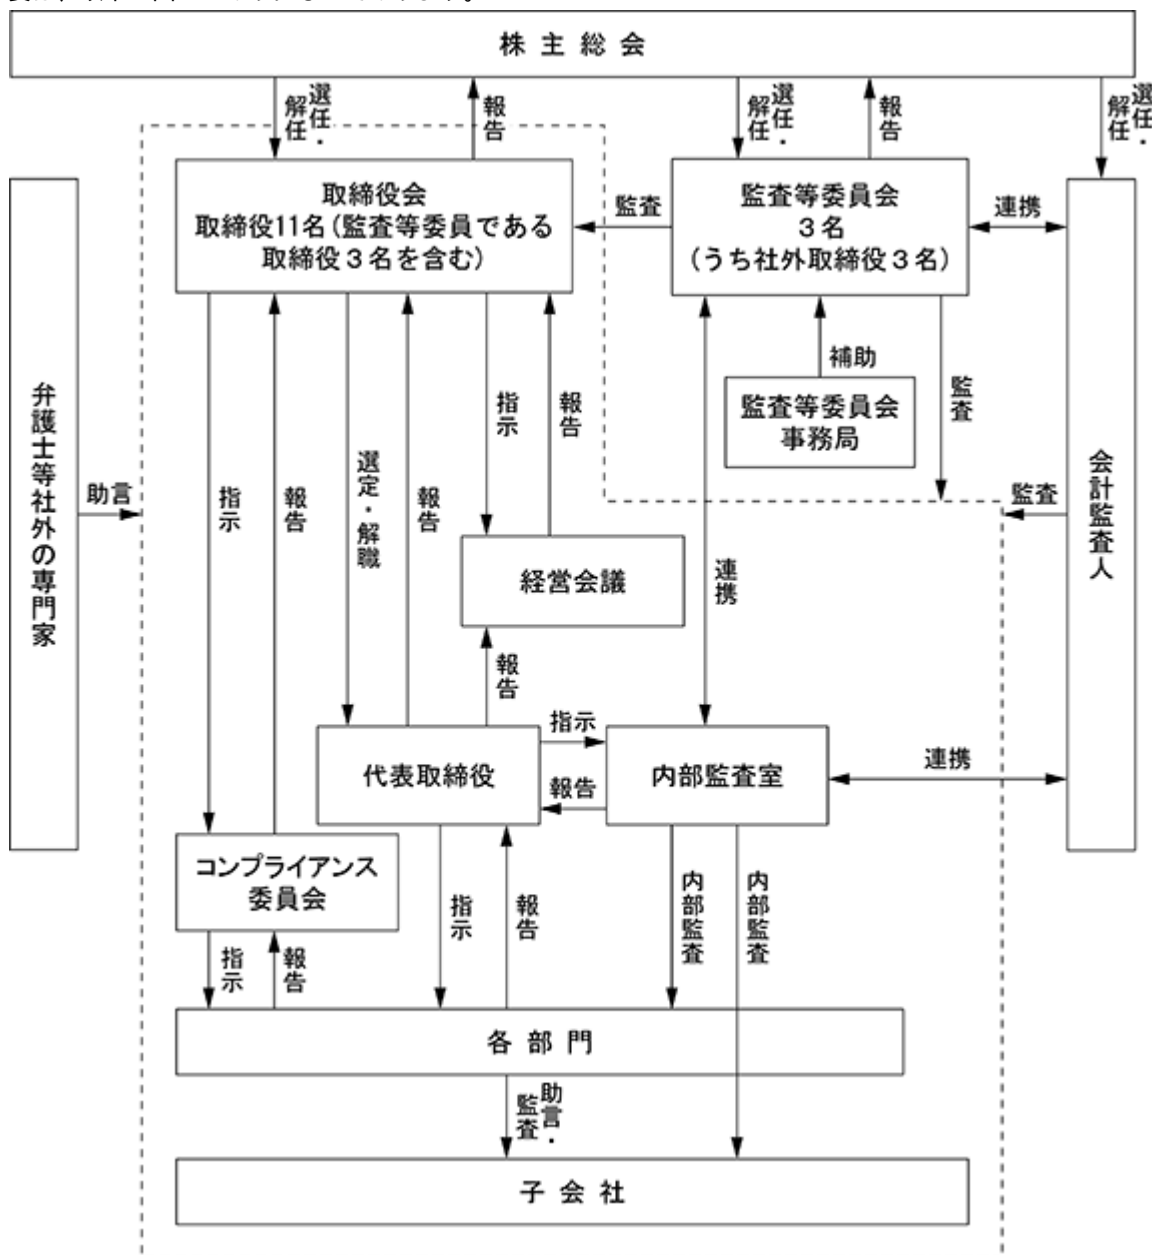 株主総会
選任・
解任
報告
選任・
解任
報告
選任・
解任
取締役会
取締役11名(監査等委員である
取締役3名を含む)
監査
監査等委員会
3名
(うち社外取締役3名)
連携
補助
監査等委員会
事務局
監査
弁護士等社外の専門家
助言
指示
報告
選定・解職
報告
指示
報告
経営会議
連携
監査
会計監査人
報告
代表取締役
指示
報告
内部監査室
連携
コンプライアンス
委員会
指示
報告
指示
報告
内部監査
内部監査
各部門
助言・
監査
子会社